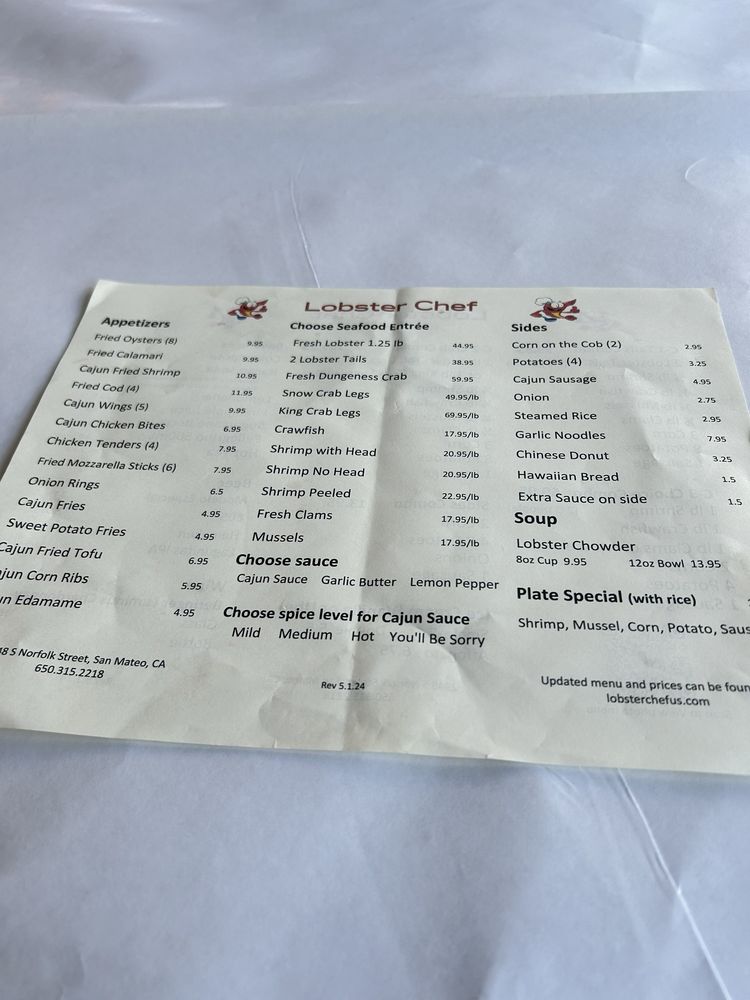 Lobster Chef
Appetizers
Fried Oysters (8) 9.95
Fried Calamari 9.95
Cajun Fried Shrimp 10.95
Fried Cod (4) 11.95
Cajun Wings (5) 9.95
Cajun Chicken Bites 6.95
Chicken Tenders (4) 7.95
Fried Mozzarella Sticks (6) 7.95
Onion Rings 6.5
Cajun Fries 4.95
Sweet Potato Fries 4.95
Cajun Fried Tofu 6.95
Corn Ribs 5.95
Edamame 4.95
S Norfolk Street, San Mateo, CA
650.315.2218
Choose Seafood Entrée
Fresh Lobster 1.25 lb 44.95
2 Lobster Tails 38.95
Fresh Dungeness Crab 59.95
Snow Crab Legs 49.95/lb
King Crab Legs 69.95/lb
Crawfish 17.95/lb
Shrimp with Head 20.95/lb
Shrimp No Head 20.95/lb
Shrimp Peeled 22.95/lb
Fresh Clams 17.95/lb
Mussels 17.95/lb
Choose sauce
Cajun Sauce Garlic Butter Lemon Pepper
Choose spice level for Cajun Sauce
Mild Medium Hot You'll Be Sorry
Rev 5.1.24
Sides
Corn on the Cob (2) 2.95
Potatoes (4) 3.25
Cajun Sausage 4.95
Onion 2.75
Steamed Rice 2.95
Garlic Noodles 7.95
Chinese Donut 3.25
Hawaiian Bread 1.5
Extra Sauce on side 1.5
Soup
Lobster Chowder
8oz Cup 9.95 12oz Bowl 13.95
Plate Special (with rice)
Shrimp, Mussel, Corn, Potato,
Updated menu and prices can be
lobsterchefus.com